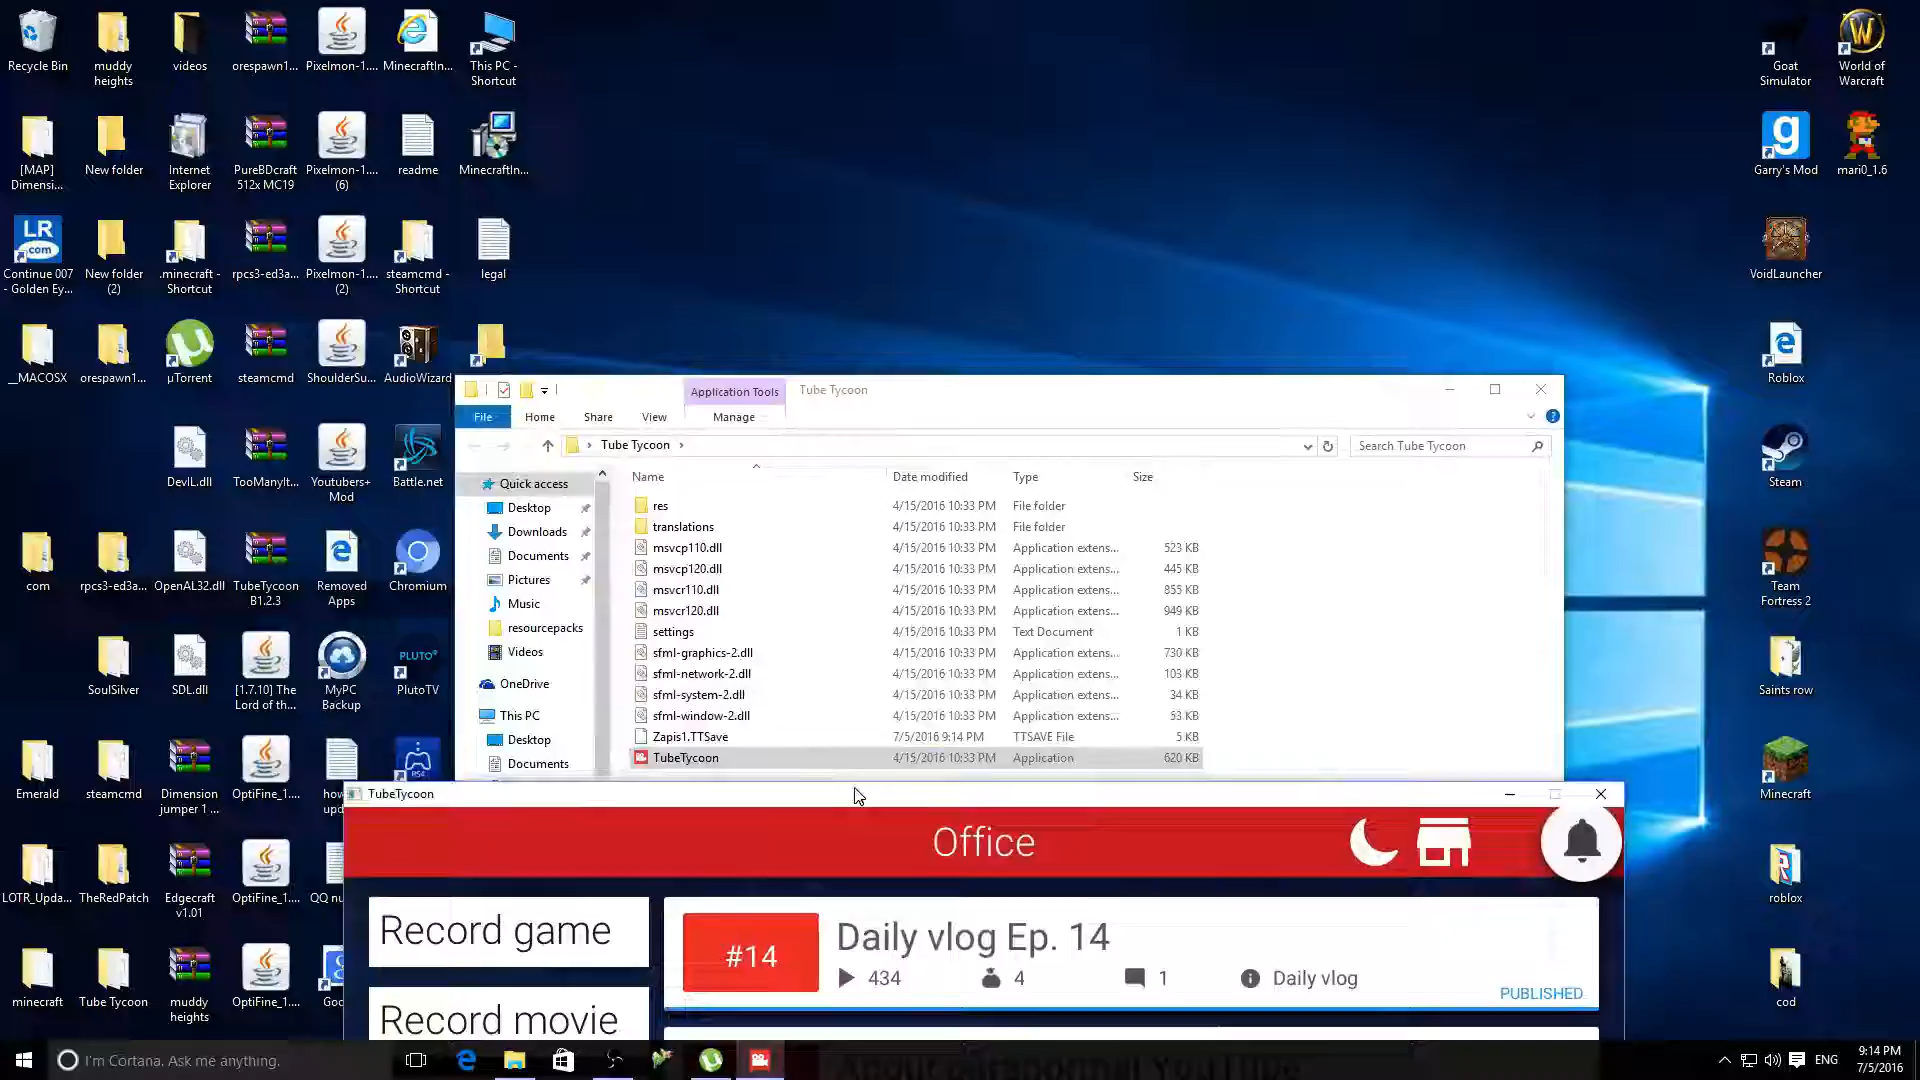 Recycle Bin
muddy
heights
videos
orespawn1...
Pixelmon-1....
MinecraftIn...
This PC -
Shortcut
Goat
Simulator
World of
Warcraft
[MAP]
Dimensi...
New folder
Internet
Explorer
PureBDcraft
512x MC19
Pixelmon-1....
(6)
readme
MinecraftIn...
Garry's Mod
mari0_1.6
LR
com
Continue 007
- Golden Ey...
New folder
(2)
.minecraft -
Shortcut
rpcs3-ed3a...
Pixelmon-1....
(2)
steamcmd -
Shortcut
legal
VoidLauncher
__MACOSX
orespawn1...
µTorrent
steamcmd
ShoulderSu...
AudioWizard
Roblox
DevIL.dll
TooManyIt...
Youtubers+
Mod
Battle.net
Steam
com
rpcs3-ed3a...
OpenAL32.dll
TubeTycoon
B1.2.3
Removed
Apps
Chromium
Team
Fortress 2
SoulSilver
SDL.dll
[1.7.10] The
Lord of th...
MyPC
Backup
PLUTO
PlutoTV
Saints row
Emerald
steamcmd
Dimension
jumper 1 ...
OptiFine_1....
Minecraft
LOTR_Upda...
TheRedPatch
Edgecraft
v1.01
OptiFine_1....
QQ nu
roblox
minecraft
Tube Tycoon
muddy
heights
OptiFine_1....
cod
Application Tools
Tube Tycoon
File
Home
Share
View
Manage
Tube Tycoon
Search Tube Tycoon
Name
Date modified
Type
Size
Quick access
Desktop
Downloads
Documents
Pictures
Music
resourcepacks
Videos
OneDrive
This PC
Desktop
Documents
res 4/15/2016 10:33 PM File folder
translations 4/15/2016 10:33 PM File folder
msvcp110.dll 4/15/2016 10:33 PM Application extens... 523 KB
msvcp120.dll 4/15/2016 10:33 PM Application extens... 445 KB
msvcr110.dll 4/15/2016 10:33 PM Application extens... 855 KB
msvcr120.dll 4/15/2016 10:33 PM Application extens... 949 KB
settings 4/15/2016 10:33 PM Text Document 1 KB
sfml-graphics-2.dll 4/15/2016 10:33 PM Application extens... 730 KB
sfml-network-2.dll 4/15/2016 10:33 PM Application extens... 103 KB
sfml-system-2.dll 4/15/2016 10:33 PM Application extens... 34 KB
sfml-window-2.dll 4/15/2016 10:33 PM Application extens... 53 KB
Zapis1.TTSave 7/5/2016 9:14 PM TTSAVE File 5 KB
TubeTycoon 4/15/2016 10:33 PM Application 620 KB
TubeTycoon
Office
Record game
Record movie
#14
Daily vlog Ep. 14
434
4
1
Daily vlog
PUBLISHED
I'm Cortana. Ask me anything.
ENG
9:14 PM
7/5/2016